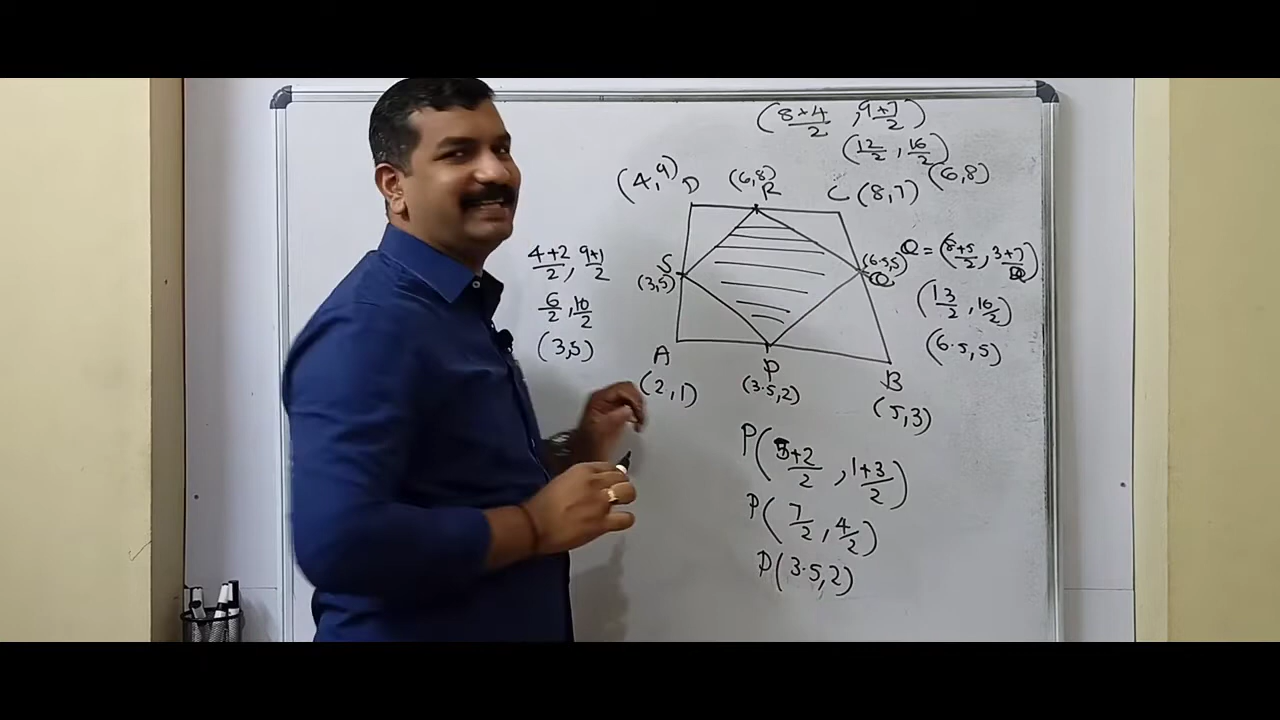 (8+4/2, 9+7/2)
(12/2, 16/2)
(6,8)
(4,9) D
(6,8)
R
C (8,7)
4+2/2, 9+1/2
6/2, 10/2
(3,5)
S
(3,5)
(6.5,5)
Q
Q = (8+5/2, 3+7/2)
(13/2, 10/2)
(6.5,5)
A
(2,1)
P
(3.5,2)
B
(5,3)
P(5+2/2, 1+3/2)
P(7/2, 4/2)
P(3.5,2)